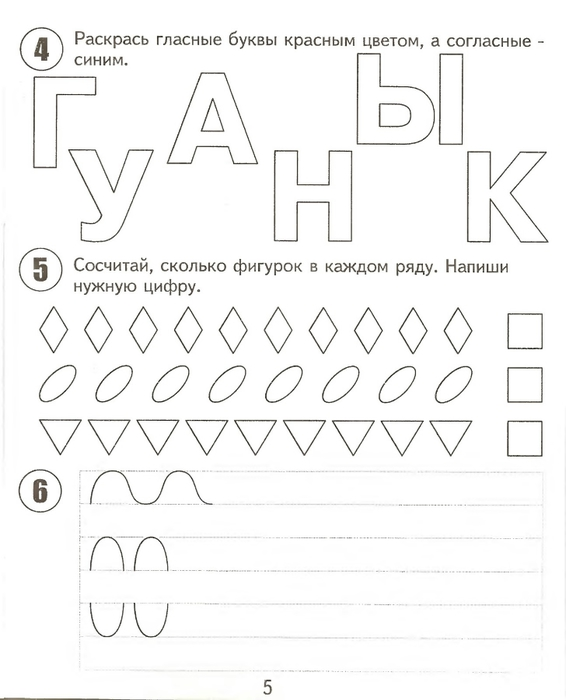 4 Раскрась гласные буквы красным цветом, а согласные -
синим.
Г У А Н Ы К
5 Сосчитай, сколько фигурок в каждом ряду. Напиши
нужную цифру.
6
5